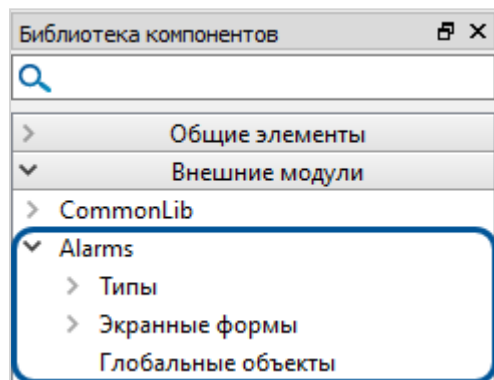 Библиотека компонентов
Общие элементы
Внешние модули
CommonLib
Alarms
Типы
Экранные формы
Глобальные объекты